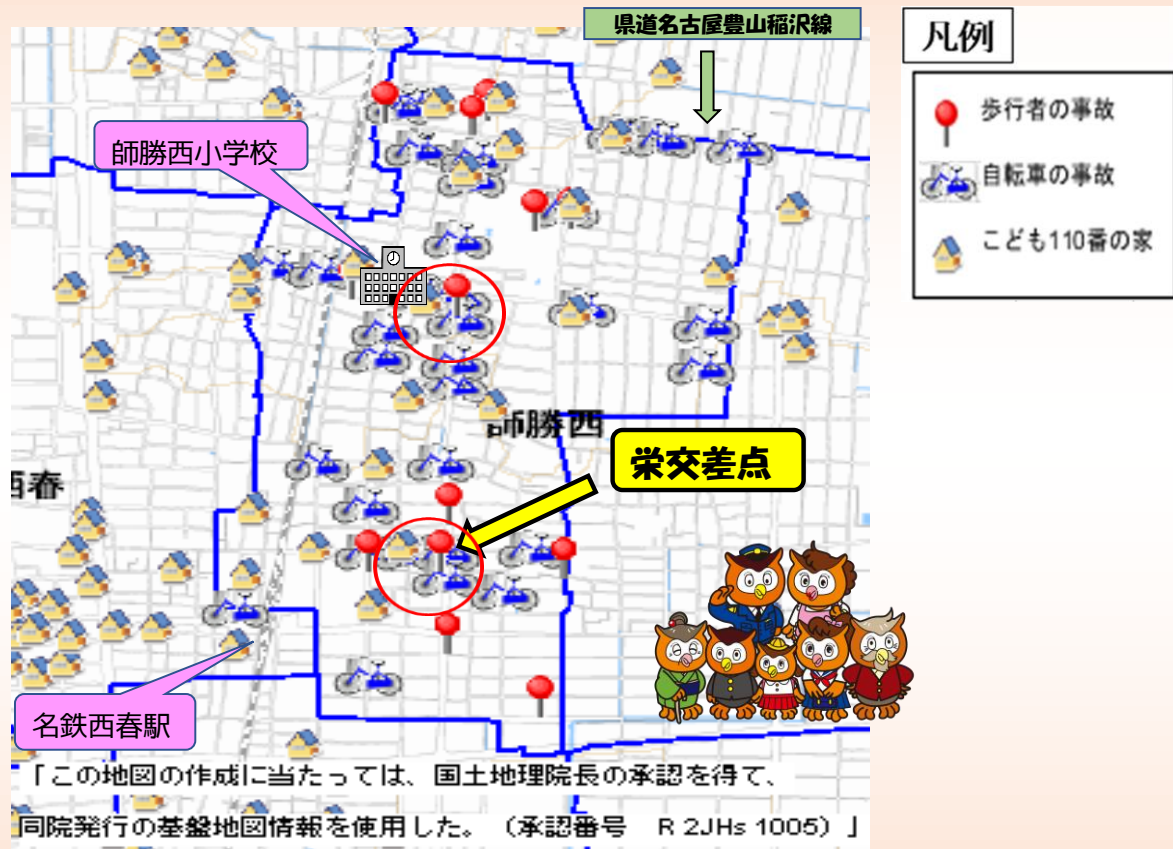 県道名古屋豊山稲沢線
凡例
歩行者の事故
自転車の事故
こども110番の家
師勝西小学校
師勝西
栄交差点
西春
名鉄西春駅
「この地図の作成に当たっては、国土地理院長の承認を得て、
同院発行の基盤地図情報を使用した。（承認番号　R 2JHs 1005）」